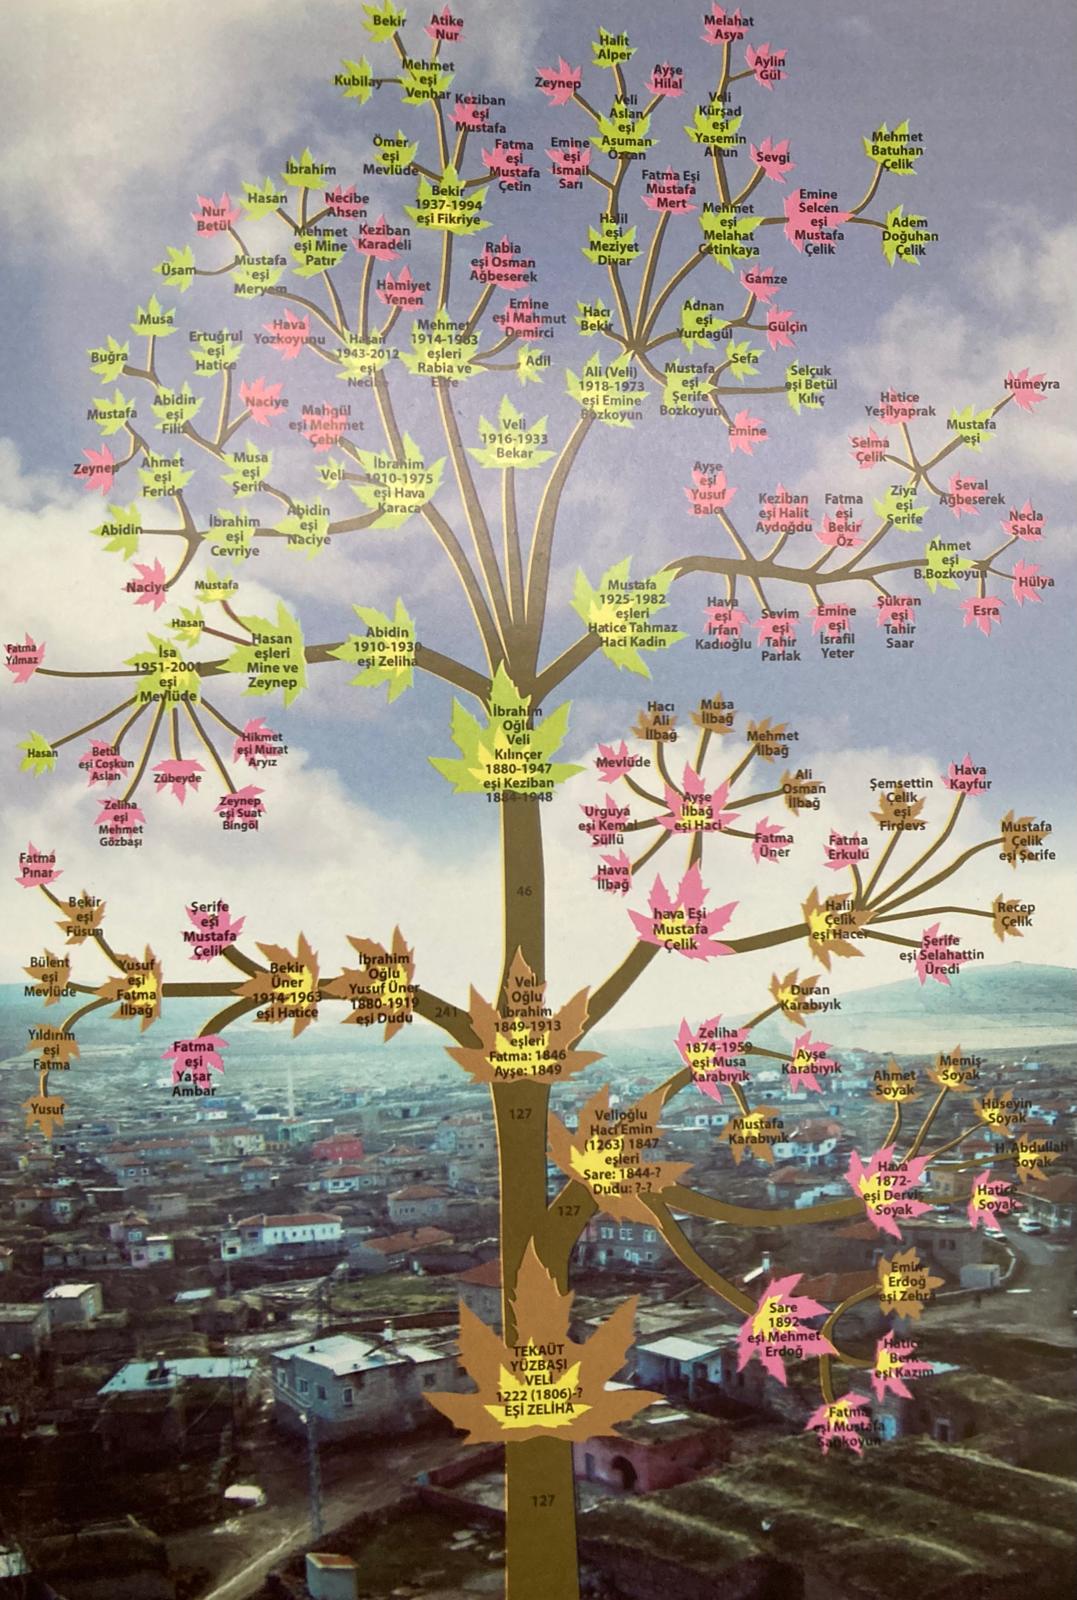 Bekir
Atike
Nur
Kubilay
Mehmet
eşi
Venhar
Keziban
eşi
Mustafa
Ömer
eşi
Mevlüde
Fatma
eşi
Mustafa
Çetin
Bekir
1937-1994
eşi Fikriye
Halit
Alper
Zeynep
Ayşe
Hilal
Veli
Aslan
eşi
Asuman
Özcan
Melahat
Asya
Aylin
Gül
Veli
Kürşad
eşi
Yasemin
Altun
Emine
eşi
İsmail
Sarı
Fatma Eşi
Mustafa
Mert
Sevgi
Mehmet
Batuhan
Çelik
Emine
Selcen
eşi
Mustafa
Çelik
Adem
Doğuhan
Çelik
Halil
eşi
Meziyet
Diyar
Mehmet
eşi
Melahat
Çetinkaya
İbrahim
Hasan
Necibe
Ahsen
Nur
Betül
Mehmet
eşi Mine
Patır
Keziban
Karadeli
Üsam
Mustafa
eşi
Meryem
Hamiyet
Yenen
Rabia
eşi Osman
Ağbeserek
Emine
eşi Mahmut
Demirci
Adil
Hava
Yozkoyunu
Hasan
1943-2012
eşi
Necibe
Mehmet
1914-1983
eşleri
Rabia ve
Elife
Hacı
Bekir
Adnan
eşi
Yurdagül
Gamze
Gülçin
Ali (Veli)
1918-1973
eşi Emine
Bozkoyun
Mustafa
eşi
Şerife
Bozkoyun
Sefa
Selçuk
eşi Betül
Kılıç
Emine
Musa
Buğra
Ertuğrul
eşi
Hatice
Abidin
eşi
Filiz
Naciye
Mahgül
eşi Mehmet
Çebi
Mustafa
Zeynep
Ahmet
eşi
Feride
Musa
eşi
Şerife
Veli
İbrahim
1910-1975
eşi Hava
Karaca
Veli
1916-1933
Bekar
Abidin
İbrahim
eşi
Cevriye
Abidin
eşi
Naciye
Naciye
Hatice
Yeşilyaprak
Hümeyra
Mustafa
eşi
Selma
Çelik
Ayşe
eşi
Yusuf
Balcı
Keziban
eşi Halit
Aydoğdu
Fatma
eşi
Bekir
Öz
Ziya
eşi
Şerife
Seval
Ağbeserek
Necla
Saka
Ahmet
eşi
B.Bozkoyun
Hülya
Esra
Hava
eşi
İrfan
Kadıoğlu
Sevim
eşi
Tahir
Parlak
Emine
eşi
İsrafil
Yeter
Şükran
eşi
Tahir
Saar
Mustafa
1925-1982
eşleri
Hatice Tahmaz
Haci Kadin
Mustafa
Hasan
Hasan
eşleri
Mine ve
Zeynep
Abidin
1910-1930
eşi Zeliha
Fatma
Yılmaz
İsa
1951-2001
eşi
Mevlüde
Hasan
Betül
eşi Coşkun
Aslan
Zeliha
eşi
Mehmet
Gözbaşı
Zübeyde
Zeynep
eşi Suat
Bingöl
Hikmet
eşi Murat
Aryız
İbrahim
Oğlu
Veli
Kılınçer
1880-1947
eşi Keziban
1884-1948
46
Hacı
Ali
İlbağ
Musa
İlbağ
Mehmet
İlbağ
Mevlüde
Ali
Osman
İlbağ
Ayşe
İlbağ
eşi Haci
Urguya
eşi Kemal
Süllü
Fatma
Üner
Hava
İlbağ
Şemsettin
Çelik
eşi
Firdevs
Hava
Kayfur
Fatma
Erkulu
Mustafa
Çelik
eşi Şerife
hava Eşi
Mustafa
Çelik
Halil
Çelik
eşi Hacer
Recep
Çelik
Şerife
eşi Selahattin
Üredi
Fatma
Pınar
Bekir
eşi
Füsun
Şerife
eşi
Mustafa
Çelik
Bülent
eşi
Mevlüde
Yusuf
eşi
Fatma
İlbağ
Bekir
Üner
1914-1963
eşi Hatice
İbrahim
Oğlu
Yusuf Üner
1880-1919
eşi Dudu
241
Yıldırım
eşi
Fatma
Yusuf
Fatma
eşi
Yaşar
Ambar
Veli
Oğlu
İbrahim
1849-1913
eşleri
Fatma: 1846
Ayşe: 1849
127
Duran
Karabıyık
Zeliha
1874-1959
eşi Musa
Karabıyık
Ayşe
Karabıyık
Mustafa
Karabıyık
Velioğlu
Haci Emin
(1263) 1847
eşleri
Sare: 1844-?
Dudu: ?-?
127
Ahmet
Soyak
Memiş
Soyak
Hüseyin
Soyak
H.Abdullah
Soyak
Hava
1872-
eşi Derviş
Soyak
Hatice
Soyak
Sare
1892
eşi Mehmet
Erdoğ
Emin
Erdoğ
eşi Zehra
Hatice
Berk
eşi Kazım
Fatma
eşi Mustafa
Sarıkoyun
TEKAÜT
YÜZBAŞI
VELİ
1222 (1806)-?
EŞİ ZELİHA
127